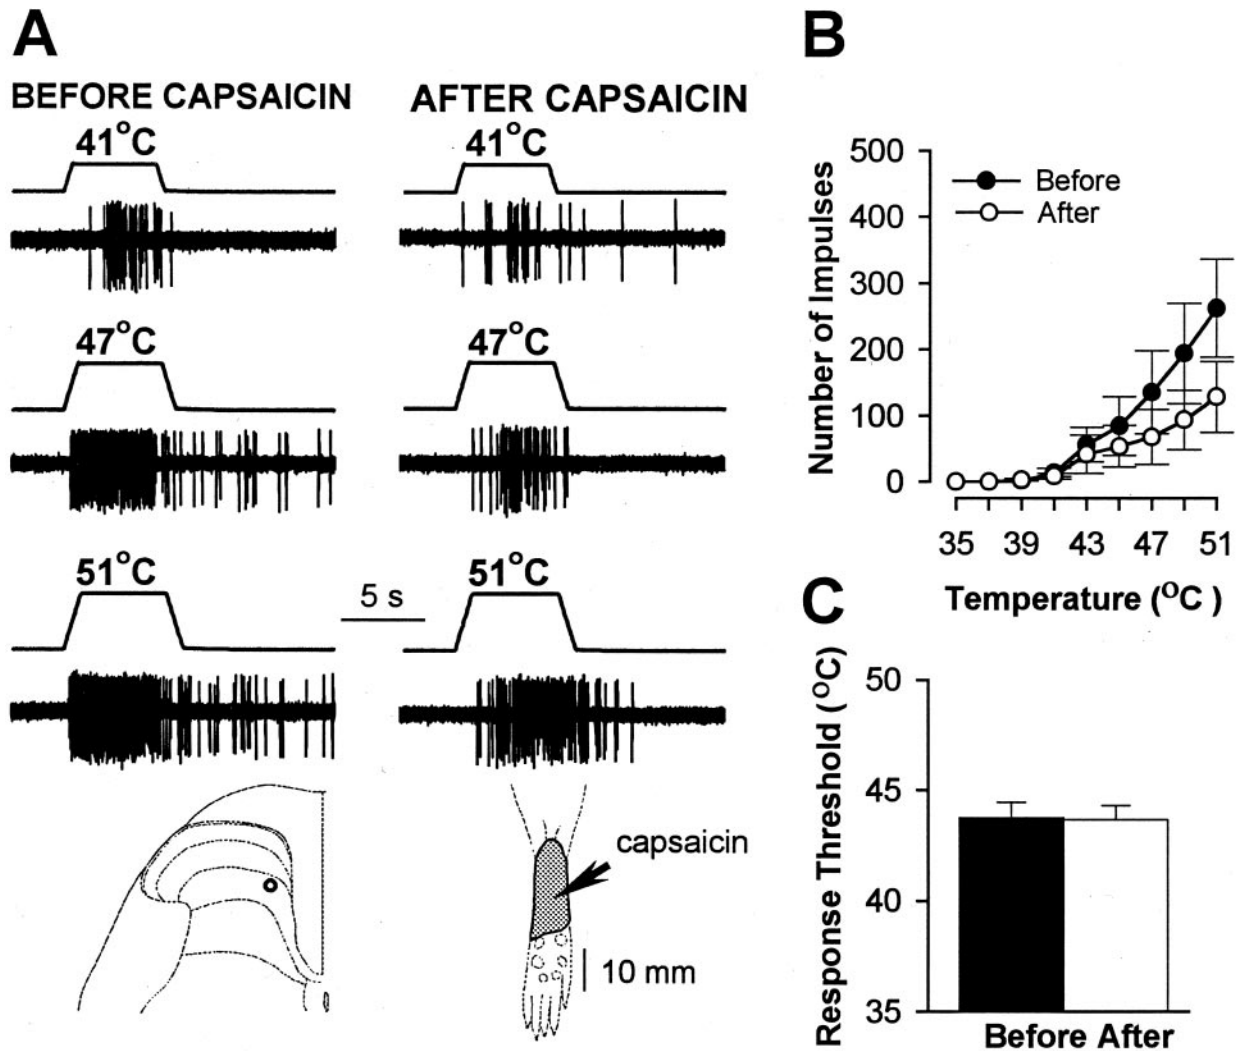 A
BEFORE CAPSAICIN
AFTER CAPSAICIN
41°C
41°C
47°C
47°C
51°C
5 s
51°C
capsaicin
10 mm
B
Number of Impulses
500
400
300
200
100
0
Before
After
35 39 43 47 51
Temperature (°C )
C
Response Threshold (°C)
50
45
40
35
Before After